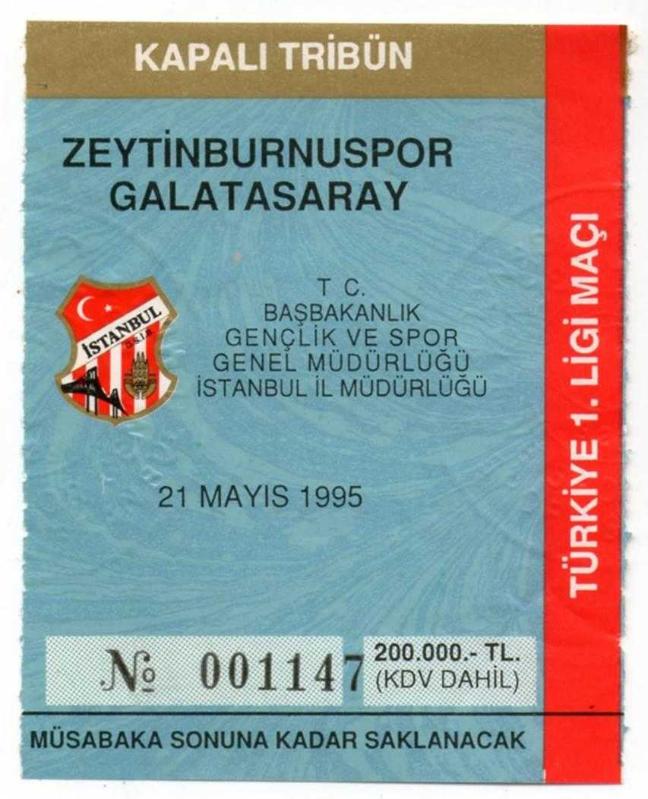 KAPALI TRİBÜN
ZEYTİNBURNUSPOR
GALATASARAY
T C.
BAŞBAKANLIK
GENÇLİK VE SPOR
GENEL MÜDÜRLÜĞÜ
İSTANBUL İL MÜDÜRLÜĞÜ
İSTANBUL
21 MAYIS 1995
№ 001147
200.000.- TL.
(KDV DAHİL)
MÜSABAKA SONUNA KADAR SAKLANACAK
TÜRKİYE 1. LİGİ MAÇI